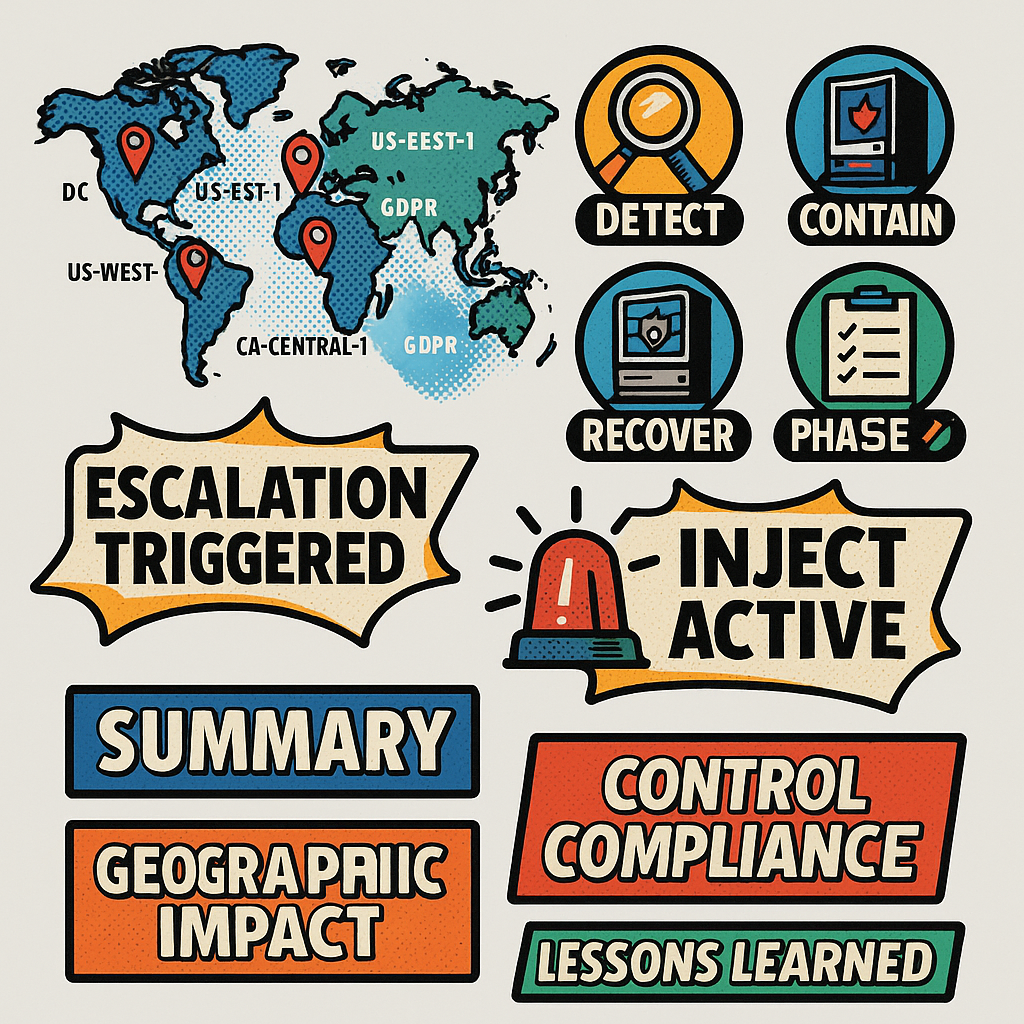 US-EEST-1
DC
US-EST-1
GDPR
US-WEST-
CA-CENTRAL-1
GDPR
DETECT
CONTAIN
RECOVER
PHASE
ESCALATION
TRIGGERED
INJECT
ACTIVE
SUMMARY
GEOGRAPHIIC
IMPACT
CONTROL
COMPLIANCE
LESSONS LEARNED